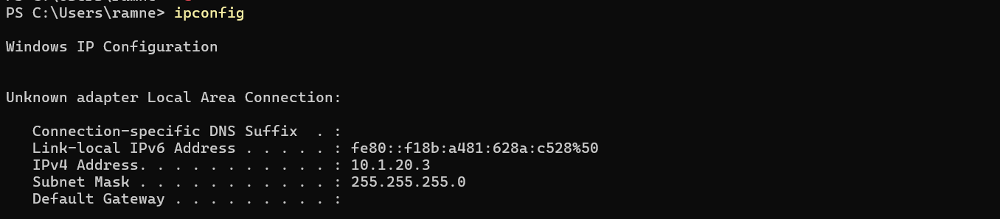 PS C:\Users\ramne> ipconfig
Windows IP Configuration
Unknown adapter Local Area Connection:
Connection-specific DNS Suffix  . :
Link-local IPv6 Address . . . . . : fe80::f18b:a481:628a:c528%50
IPv4 Address. . . . . . . . . . . : 10.1.20.3
Subnet Mask . . . . . . . . . . . : 255.255.255.0
Default Gateway . . . . . . . . . :